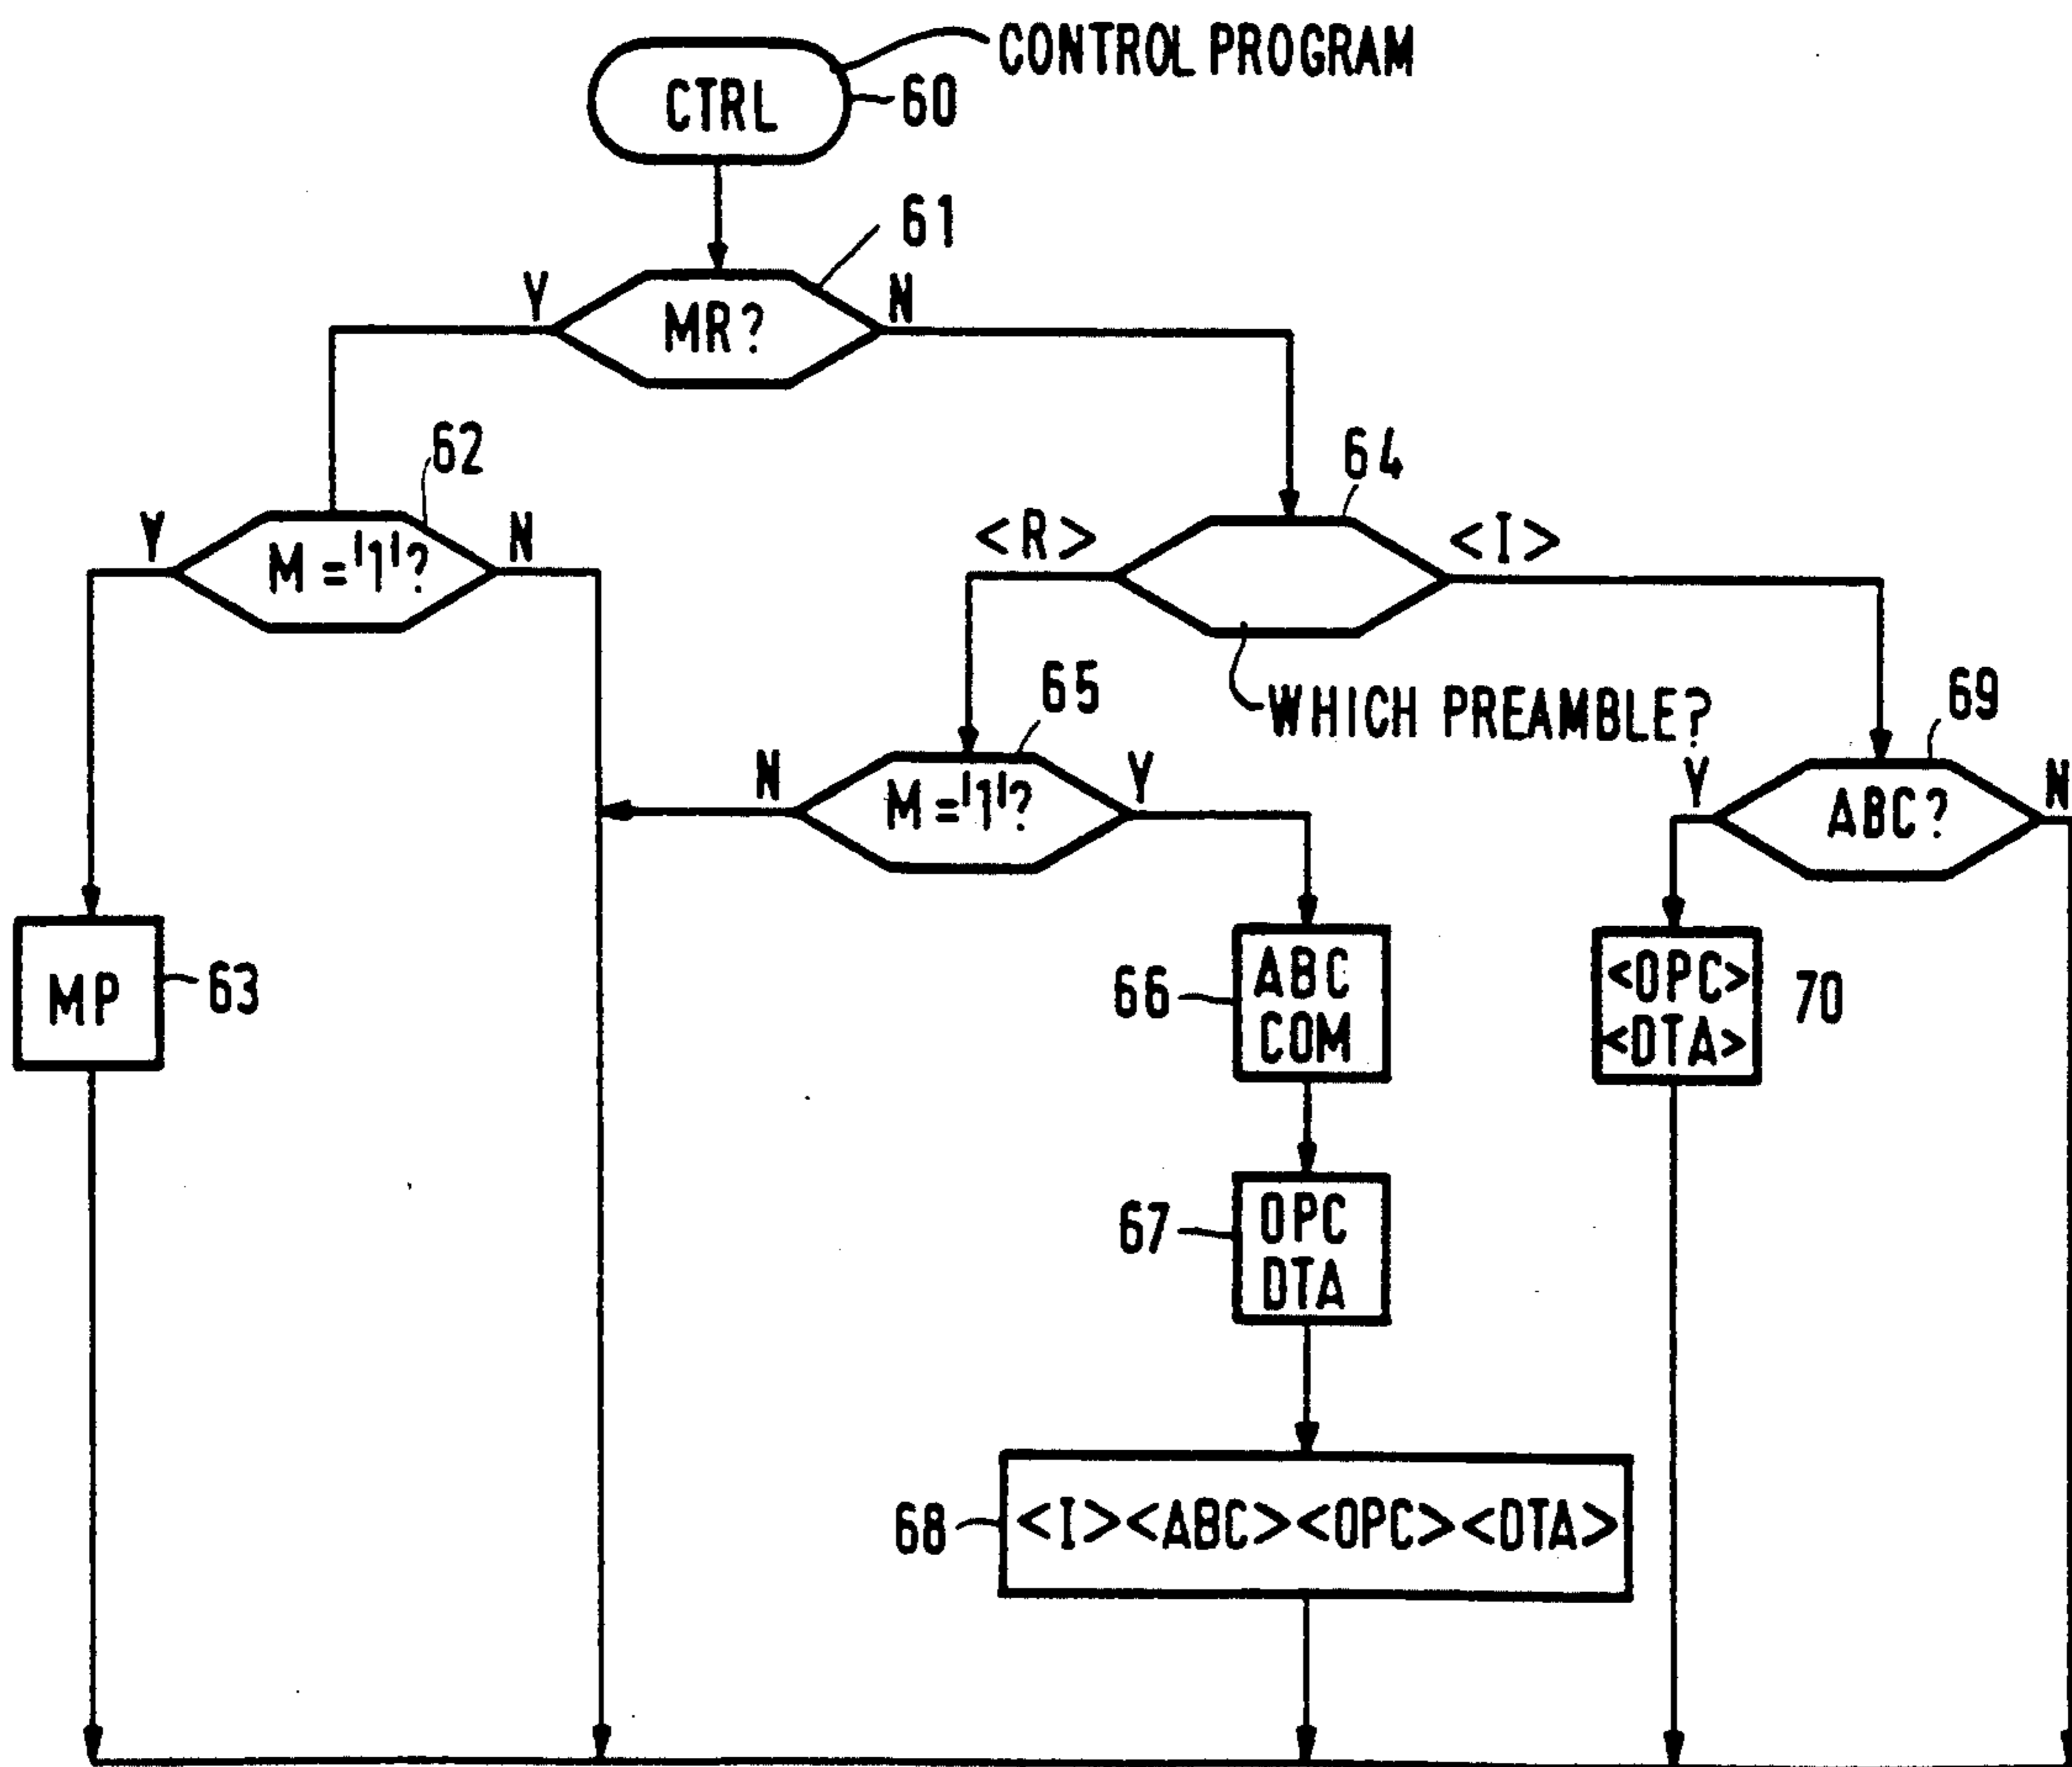 CONTROL PROGRAM
CTRL
60
61
Y
MR?
N
62
Y
M='1'?
N
64
<R>
<I>
WHICH PREAMBLE?
65
N
M='1'?
Y
69
Y
ABC?
N
MP
63
66
ABC
COM
<OPC>
<DTA>
70
67
OPC
DTA
68
<I><ABC><OPC><DTA>